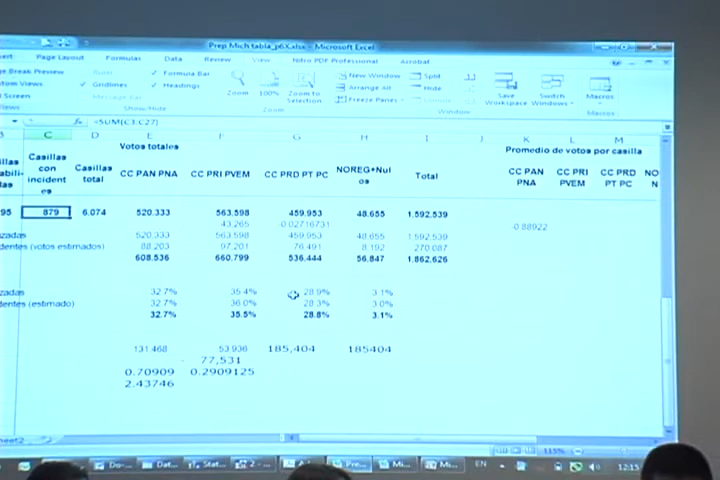 Prep Mich tabla_p6X.xlsx - Microsoft Excel
Page Layout Formulas Data Review View Nitro PDF Professional Acrobat
Page Break Preview
Gridlines Formula Bar Headings
Show/Hide
Zoom 100% Zoom to Selection
Zoom
New Window
Arrange All
Freeze Panes
Split
Hide
Window
Save Workspace
Switch Windows
Macros
Macros
=SUM(C3:C27)
C D E F G H I J K L M
Votos totales
Promedio de votos por casilla
Casillas con incident es
Casillas total
CC PAN PNA
CC PRI PVEM
CC PRD PT PC
NOREG+Nul os
Total
CC PAN PNA
CC PRI PVEM
CC PRD PT PC
NO N
95 879 6.074 520.333 563.598 459.953 48.655 1.592.539
43,265 -0.02716731
-0.88922
zadas 520.333 563.598 459.953 48.655 1.592.539
dentes (votos estimados) 88.203 97.201 76.491 8.192 270.087
608.536 660.799 536.444 56.847 1.862.626
zadas 32.7% 35.4% 28.9% 3.1%
dentes (estimado) 32.7% 36.0% 28.3% 3.0%
32.7% 35.5% 28.8% 3.1%
131.468 53.936 185,404 185404
- 77,531
0.70909 0.2909125
2.43746
115%
EN 12:15